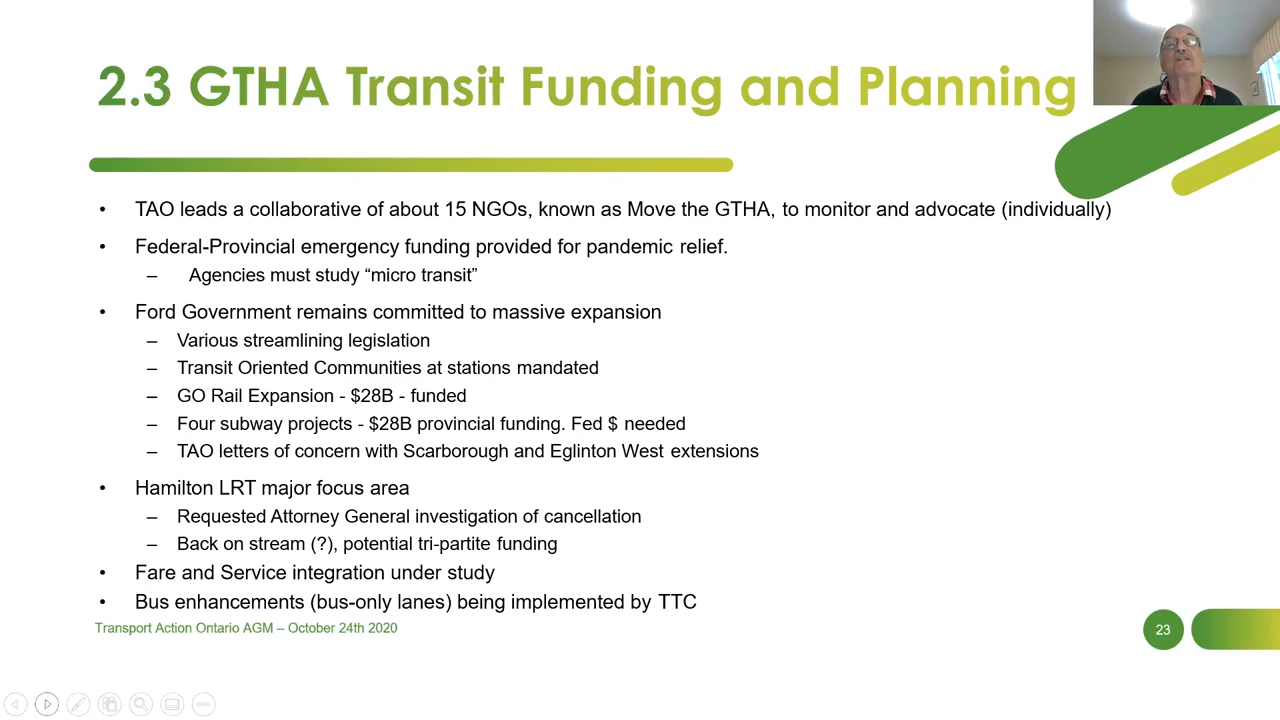 2.3 GTHA Transit Funding and Planning
• TAO leads a collaborative of about 15 NGOs, known as Move the GTHA, to monitor and advocate (individually)
• Federal-Provincial emergency funding provided for pandemic relief.
– Agencies must study “micro transit”
• Ford Government remains committed to massive expansion
– Various streamlining legislation
– Transit Oriented Communities at stations mandated
– GO Rail Expansion - $28B - funded
– Four subway projects - $28B provincial funding. Fed $ needed
– TAO letters of concern with Scarborough and Eglinton West extensions
• Hamilton LRT major focus area
– Requested Attorney General investigation of cancellation
– Back on stream (?), potential tri-partite funding
• Fare and Service integration under study
• Bus enhancements (bus-only lanes) being implemented by TTC
Transport Action Ontario AGM – October 24th 2020
23